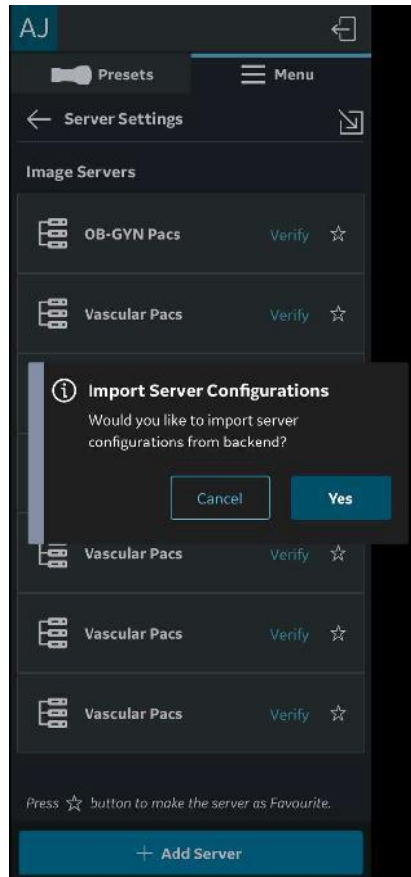 AJ
Presets
Menu
Server Settings
Image Servers
OB-GYN Pacs Verify
Vascular Pacs Verify
Import Server Configurations
Would you like to import server
configurations from backend?
Cancel Yes
Vascular Pacs Verify
Vascular Pacs Verify
Vascular Pacs Verify
Press ☆ button to make the server as Favourite.
+ Add Server